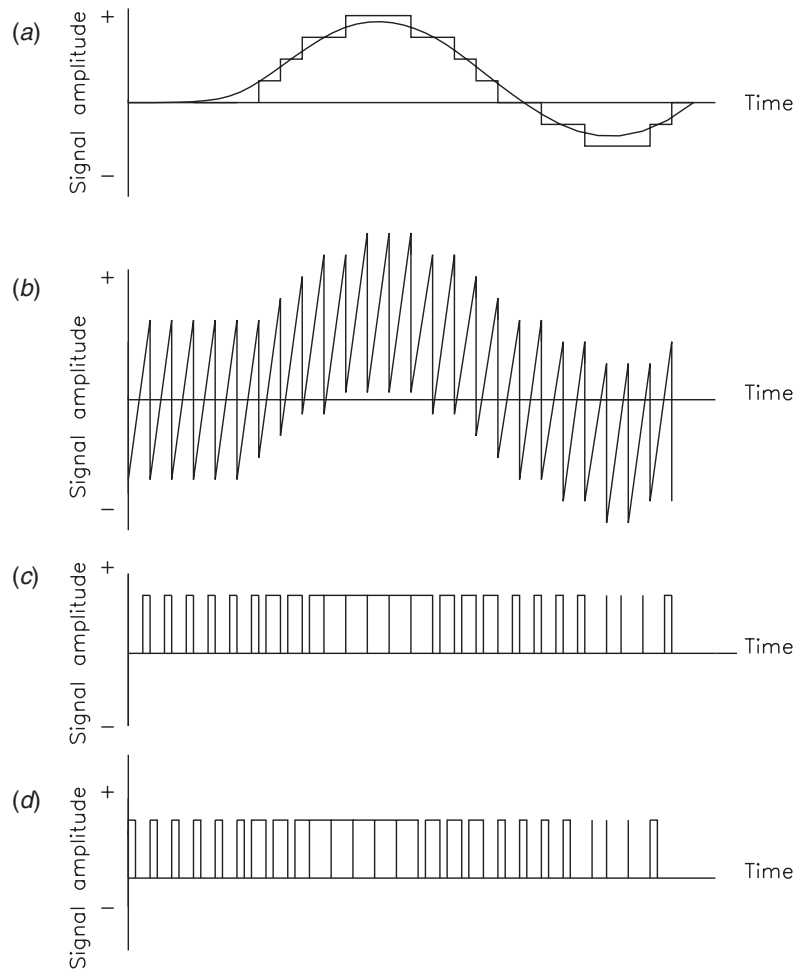 (a)
Signal amplitude
+
−
Time
(b)
Signal amplitude
+
−
Time
(c)
Signal amplitude
+
−
Time
(d)
Signal amplitude
+
−
Time